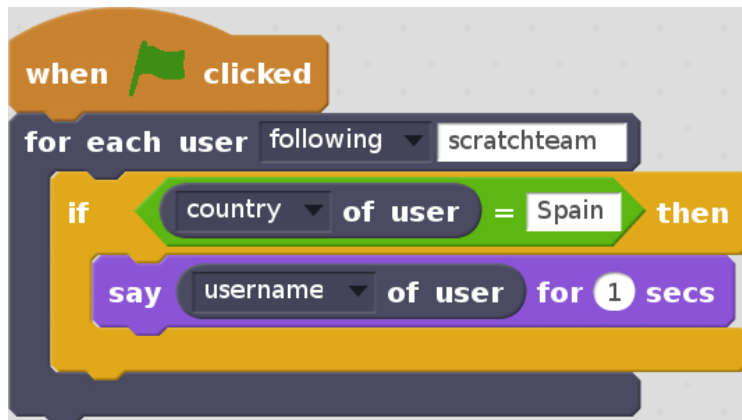 when clicked
for each user following scratchteam
if country of user = Spain then
say username of user for 1 secs